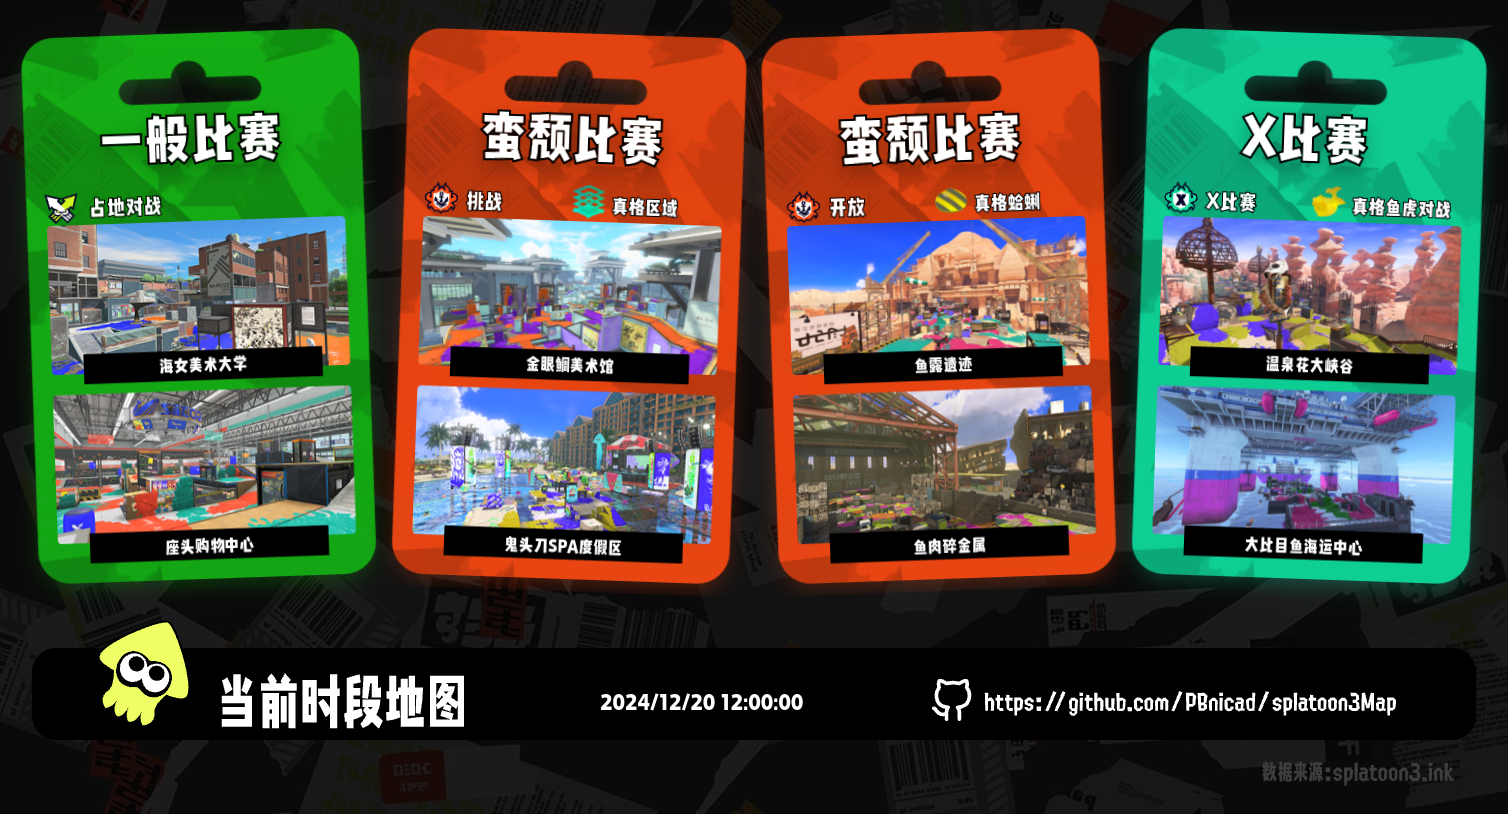 一般比赛
占地对战
海女美术大学
座头购物中心
蛮颓比赛
挑战
真格区域
金眼鲷美术馆
鬼头刀SPA度假区
蛮颓比赛
开放
真格蛤蜊
鱼露遗迹
鱼肉碎金属
X比赛
X比赛
真格鱼虎对战
温泉花大峡谷
大比目鱼海运中心
当前时段地图
2024/12/20 12:00:00
https://github.com/PBnicad/splatoon3Map
数据来源:splatoon3.ink